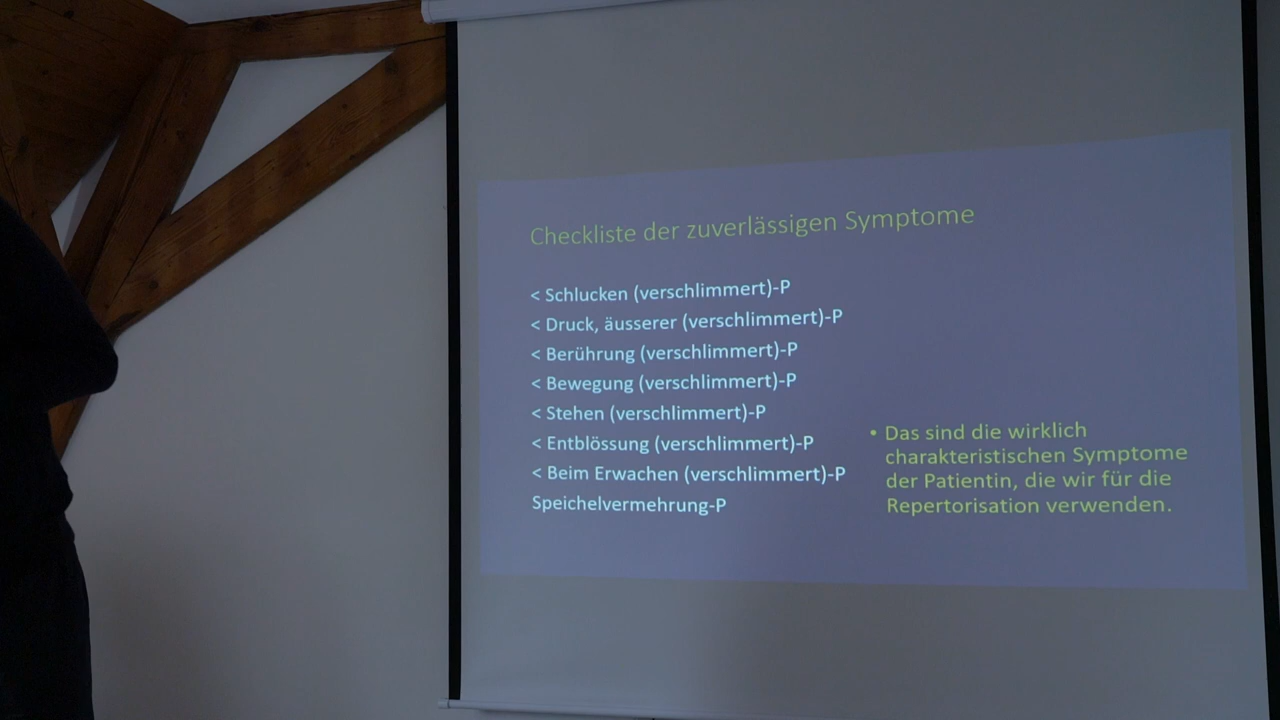 Checkliste der zuverlässigen Symptome
< Schlucken (verschlimmert)-P
< Druck, äusserer (verschlimmert)-P
< Berührung (verschlimmert)-P
< Bewegung (verschlimmert)-P
< Stehen (verschlimmert)-P
< Entblössung (verschlimmert)-P
< Beim Erwachen (verschlimmert)-P
Speichelvermehrung-P
• Das sind die wirklich
charakteristischen Symptome
der Patientin, die wir für die
Repertorisation verwenden.